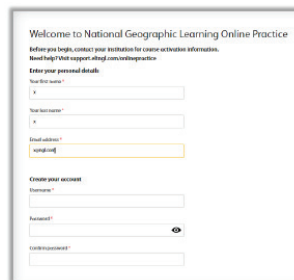 Welcome to National Geographic Learning Online Practice
Before you begin, contact your institution for course activation information.
Need help? Visit support.eltngl.com/onlinepractice
Enter your personal details
Your first name *
x
Your last name *
x
Email address *
Create your account
Username *
Password *
Confirm password *